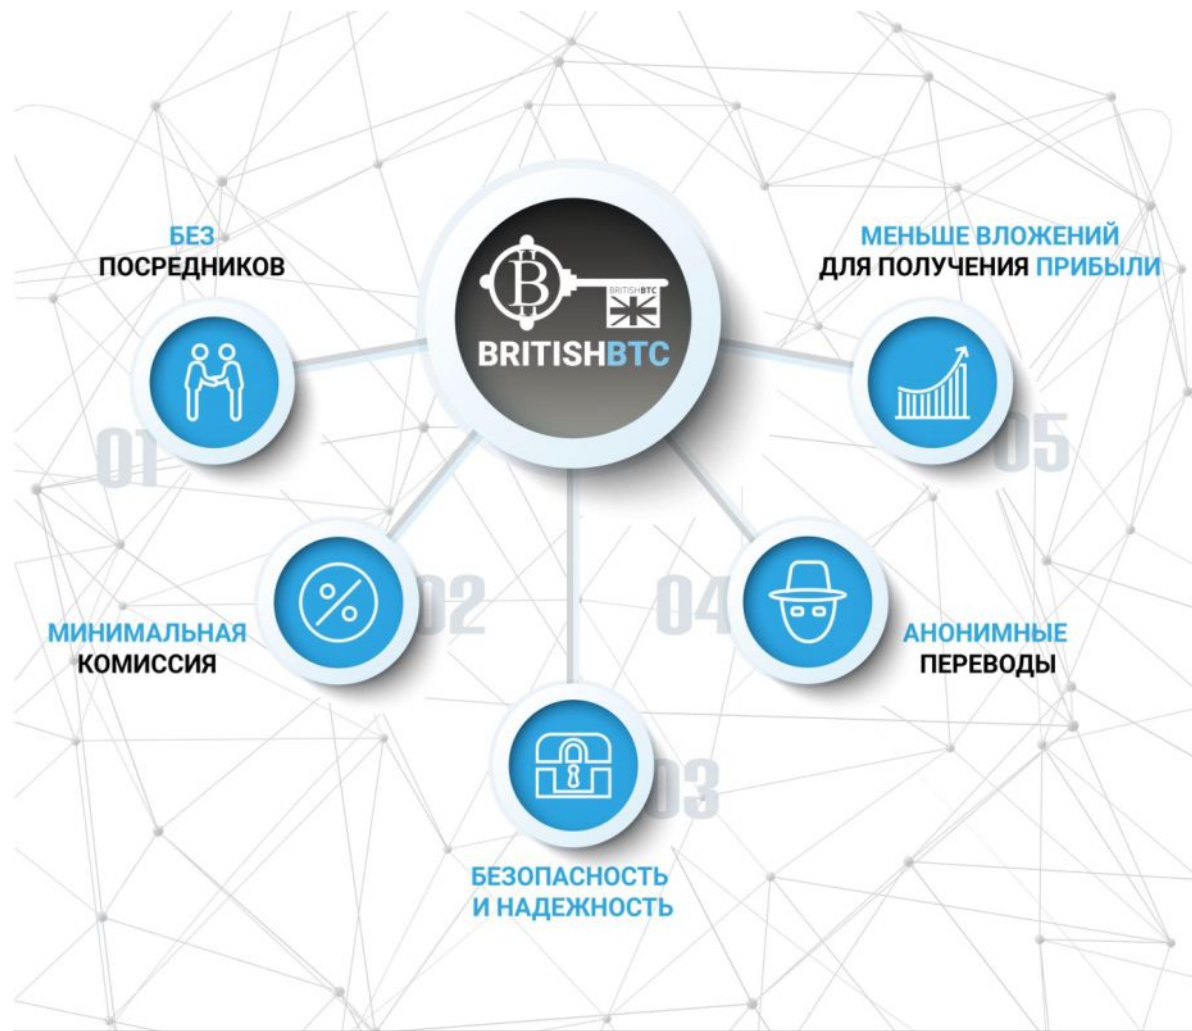 БЕЗ
ПОСРЕДНИКОВ
01
BRITISHBTC
BRITISHBTC
МЕНЬШЕ ВЛОЖЕНИЙ
ДЛЯ ПОЛУЧЕНИЯ ПРИБЫЛИ
05
МИНИМАЛЬНАЯ
КОМИССИЯ
02
04
АНОНИМНЫЕ
ПЕРЕВОДЫ
03
БЕЗОПАСНОСТЬ
И НАДЕЖНОСТЬ